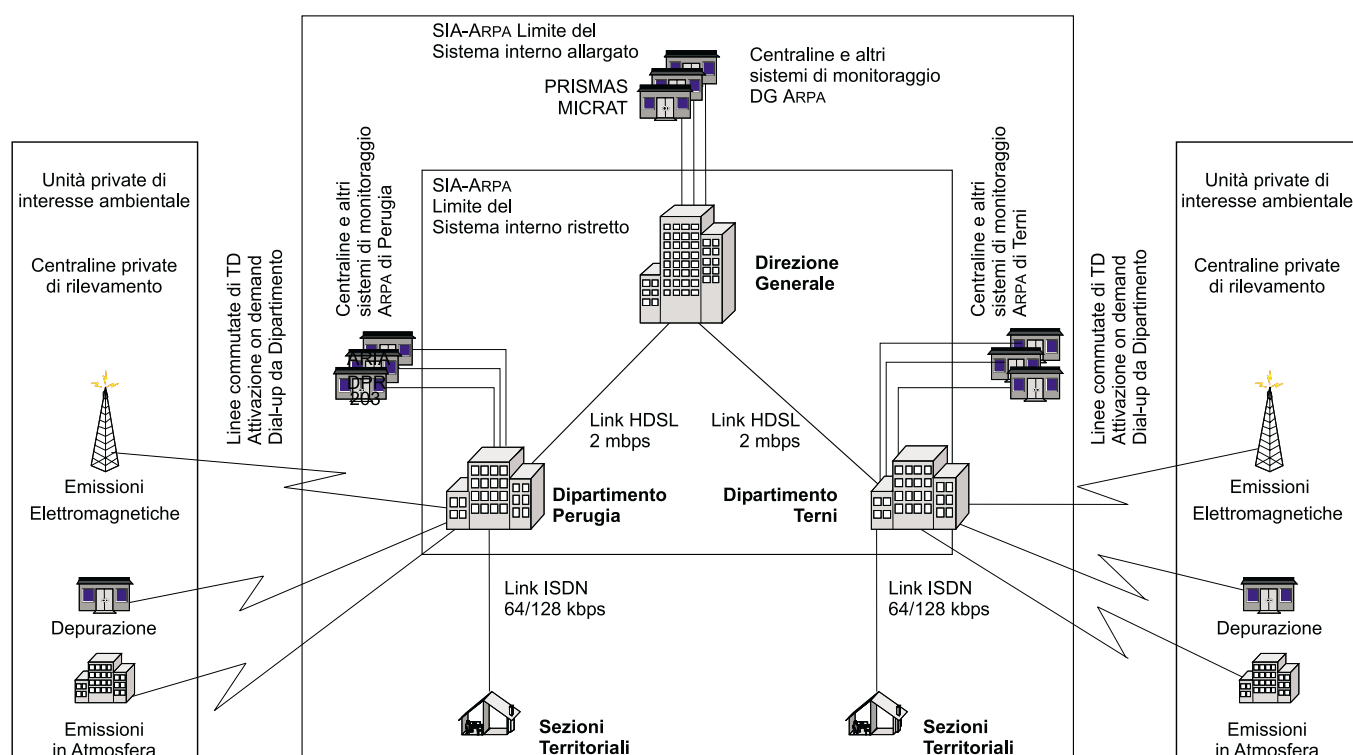 SIA-ARPA Limite del
Sistema interno allargato
PRISMAS
MICRAT
Centraline e altri
sistemi di monitoraggio
DG ARPA
Unità private di
interesse ambientale
Centraline private
di rilevamento
Linee commutate di TD
Attivazione on demand
Dial-up da Dipartimento
Centraline e altri
sistemi di monitoraggio
ARPA di Perugia
SIA-ARPA
Limite del
Sistema interno ristretto
Direzione
Generale
Centraline e altri
sistemi di monitoraggio
ARPA di Terni
Linee commutate di TD
Attivazione on demand
Dial-up da Dipartimento
Unità private di
interesse ambientale
Centraline private
di rilevamento
ARIA
DPR
203
Link HDSL
2 mbps
Link HDSL
2 mbps
Emissioni
Elettromagnetiche
Dipartimento
Perugia
Dipartimento
Terni
Emissioni
Elettromagnetiche
Link ISDN
64/128 kbps
Link ISDN
64/128 kbps
Depurazione
Depurazione
Emissioni
in Atmosfera
Sezioni
Territoriali
Sezioni
Territoriali
Emissioni
in Atmosfera